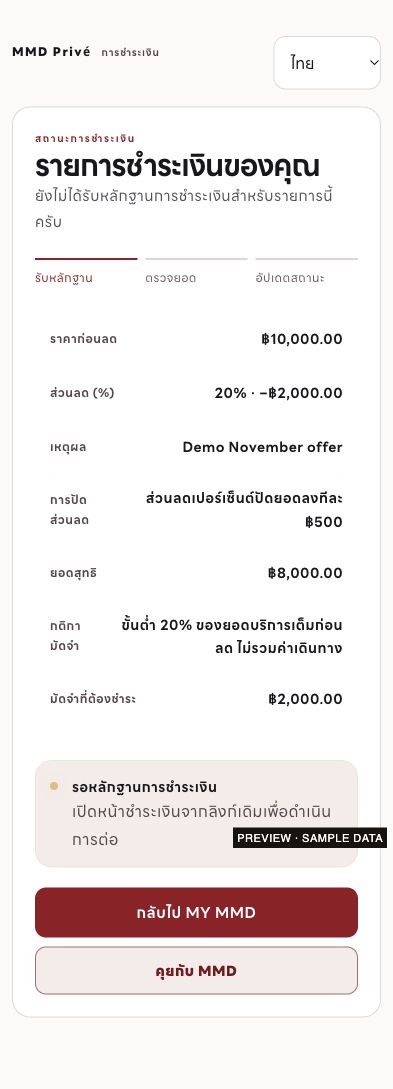 MMD Privé การชำระเงิน
ไทย
สถานะการชำระเงิน
รายการชำระเงินของคุณ
ยังไม่ได้รับหลักฐานการชำระเงินสำหรับรายการนี้
ครับ
รับหลักฐาน ตรวจยอด อัปเดตสถานะ
ราคาก่อนลด ฿10,000.00
ส่วนลด (%) 20% · −฿2,000.00
เหตุผล Demo November offer
การปัด
ส่วนลด
ส่วนลดเปอร์เซ็นต์ปัดยอดลงทีละ
฿500
ยอดสุทธิ ฿8,000.00
กติกา
มัดจำ
ขั้นต่ำ 20% ของยอดบริการเต็มก่อน
ลด ไม่รวมค่าเดินทาง
มัดจำที่ต้องชำระ ฿2,000.00
รอหลักฐานการชำระเงิน
เปิดหน้าชำระเงินจากลิงก์เดิมเพื่อดำเนิน
การต่อ
PREVIEW · SAMPLE DATA
กลับไป MY MMD
คุยกับ MMD